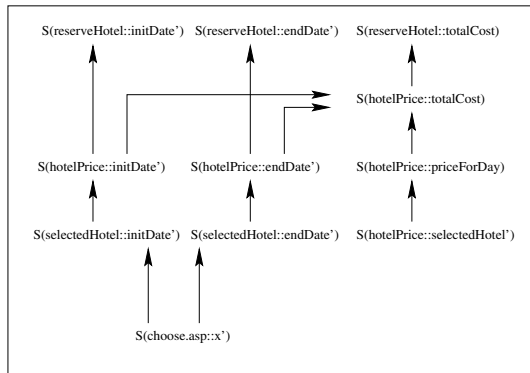 S(reserveHotel::initDate’) S(reserveHotel::endDate’) S(reserveHotel::totalCost)
S(hotelPrice::totalCost)
S(hotelPrice::initDate’) S(hotelPrice::endDate’) S(hotelPrice::priceForDay)
S(selectedHotel::initDate’) S(selectedHotel::endDate’) S(hotelPrice::selectedHotel’)
S(choose.asp::x’)